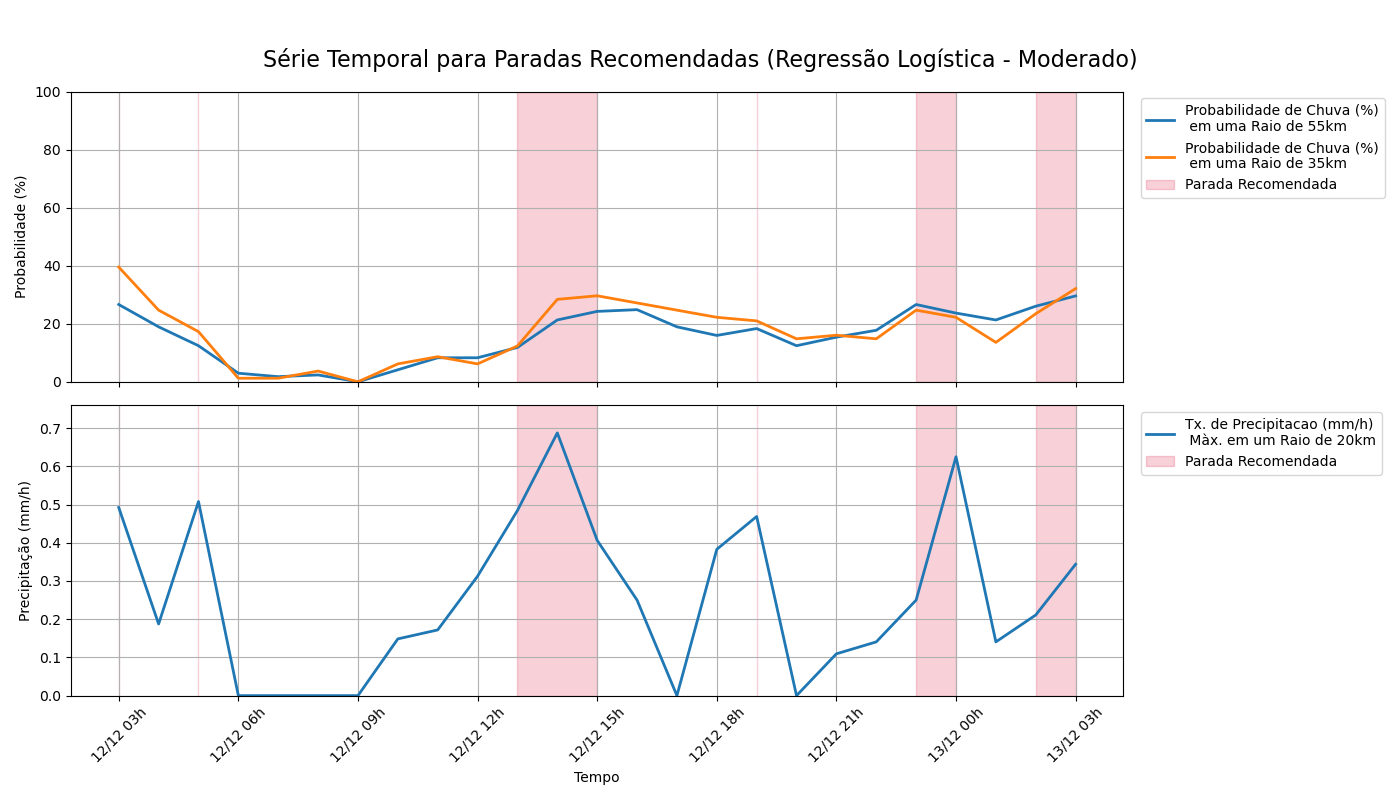 Série Temporal para Paradas Recomendadas (Regressão Logística - Moderado)
100
80
60
40
20
0
Probabilidade (%)
Probabilidade de Chuva (%)
em uma Raio de 55km
Probabilidade de Chuva (%)
em uma Raio de 35km
Parada Recomendada
0.7
0.6
0.5
0.4
0.3
0.2
0.1
0.0
Precipitação (mm/h)
Tx. de Precipitacao (mm/h)
Màx. em um Raio de 20km
Parada Recomendada
12/12 03h
12/12 06h
12/12 09h
12/12 12h
12/12 15h
12/12 18h
12/12 21h
13/12 00h
13/12 03h
Tempo